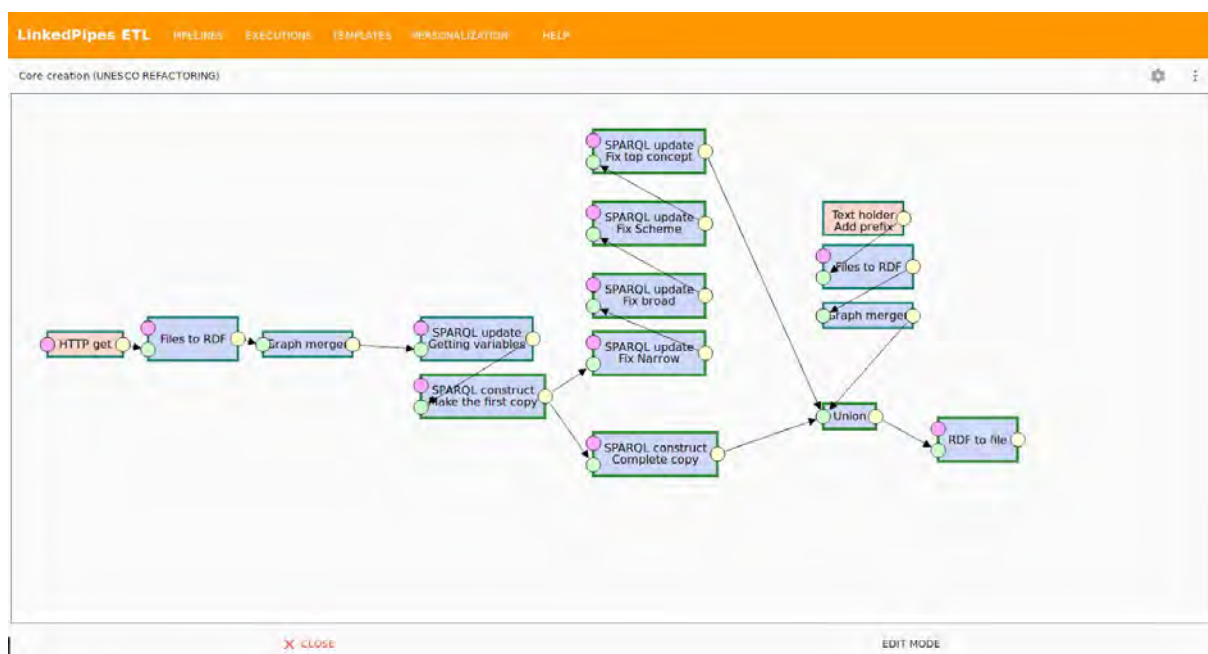 LinkedPipes ETL PIPELINES EXECUTIONS TEMPLATES PERSONALIZATION HELP
Core creation (UNESCO REFACTORING)
SPARQL update
Fix top concept
SPARQL update
Fix Scheme
Text holder
Add prefix
Files to RDF
SPARQL update
Fix broad
Graph merger
HTTP get
Files to RDF
Graph merger
SPARQL update
Getting variables
SPARQL update
Fix Narrow
SPARQL construct
Make the first copy
Union
RDF to file
SPARQL construct
Complete copy
CLOSE
EDIT MODE